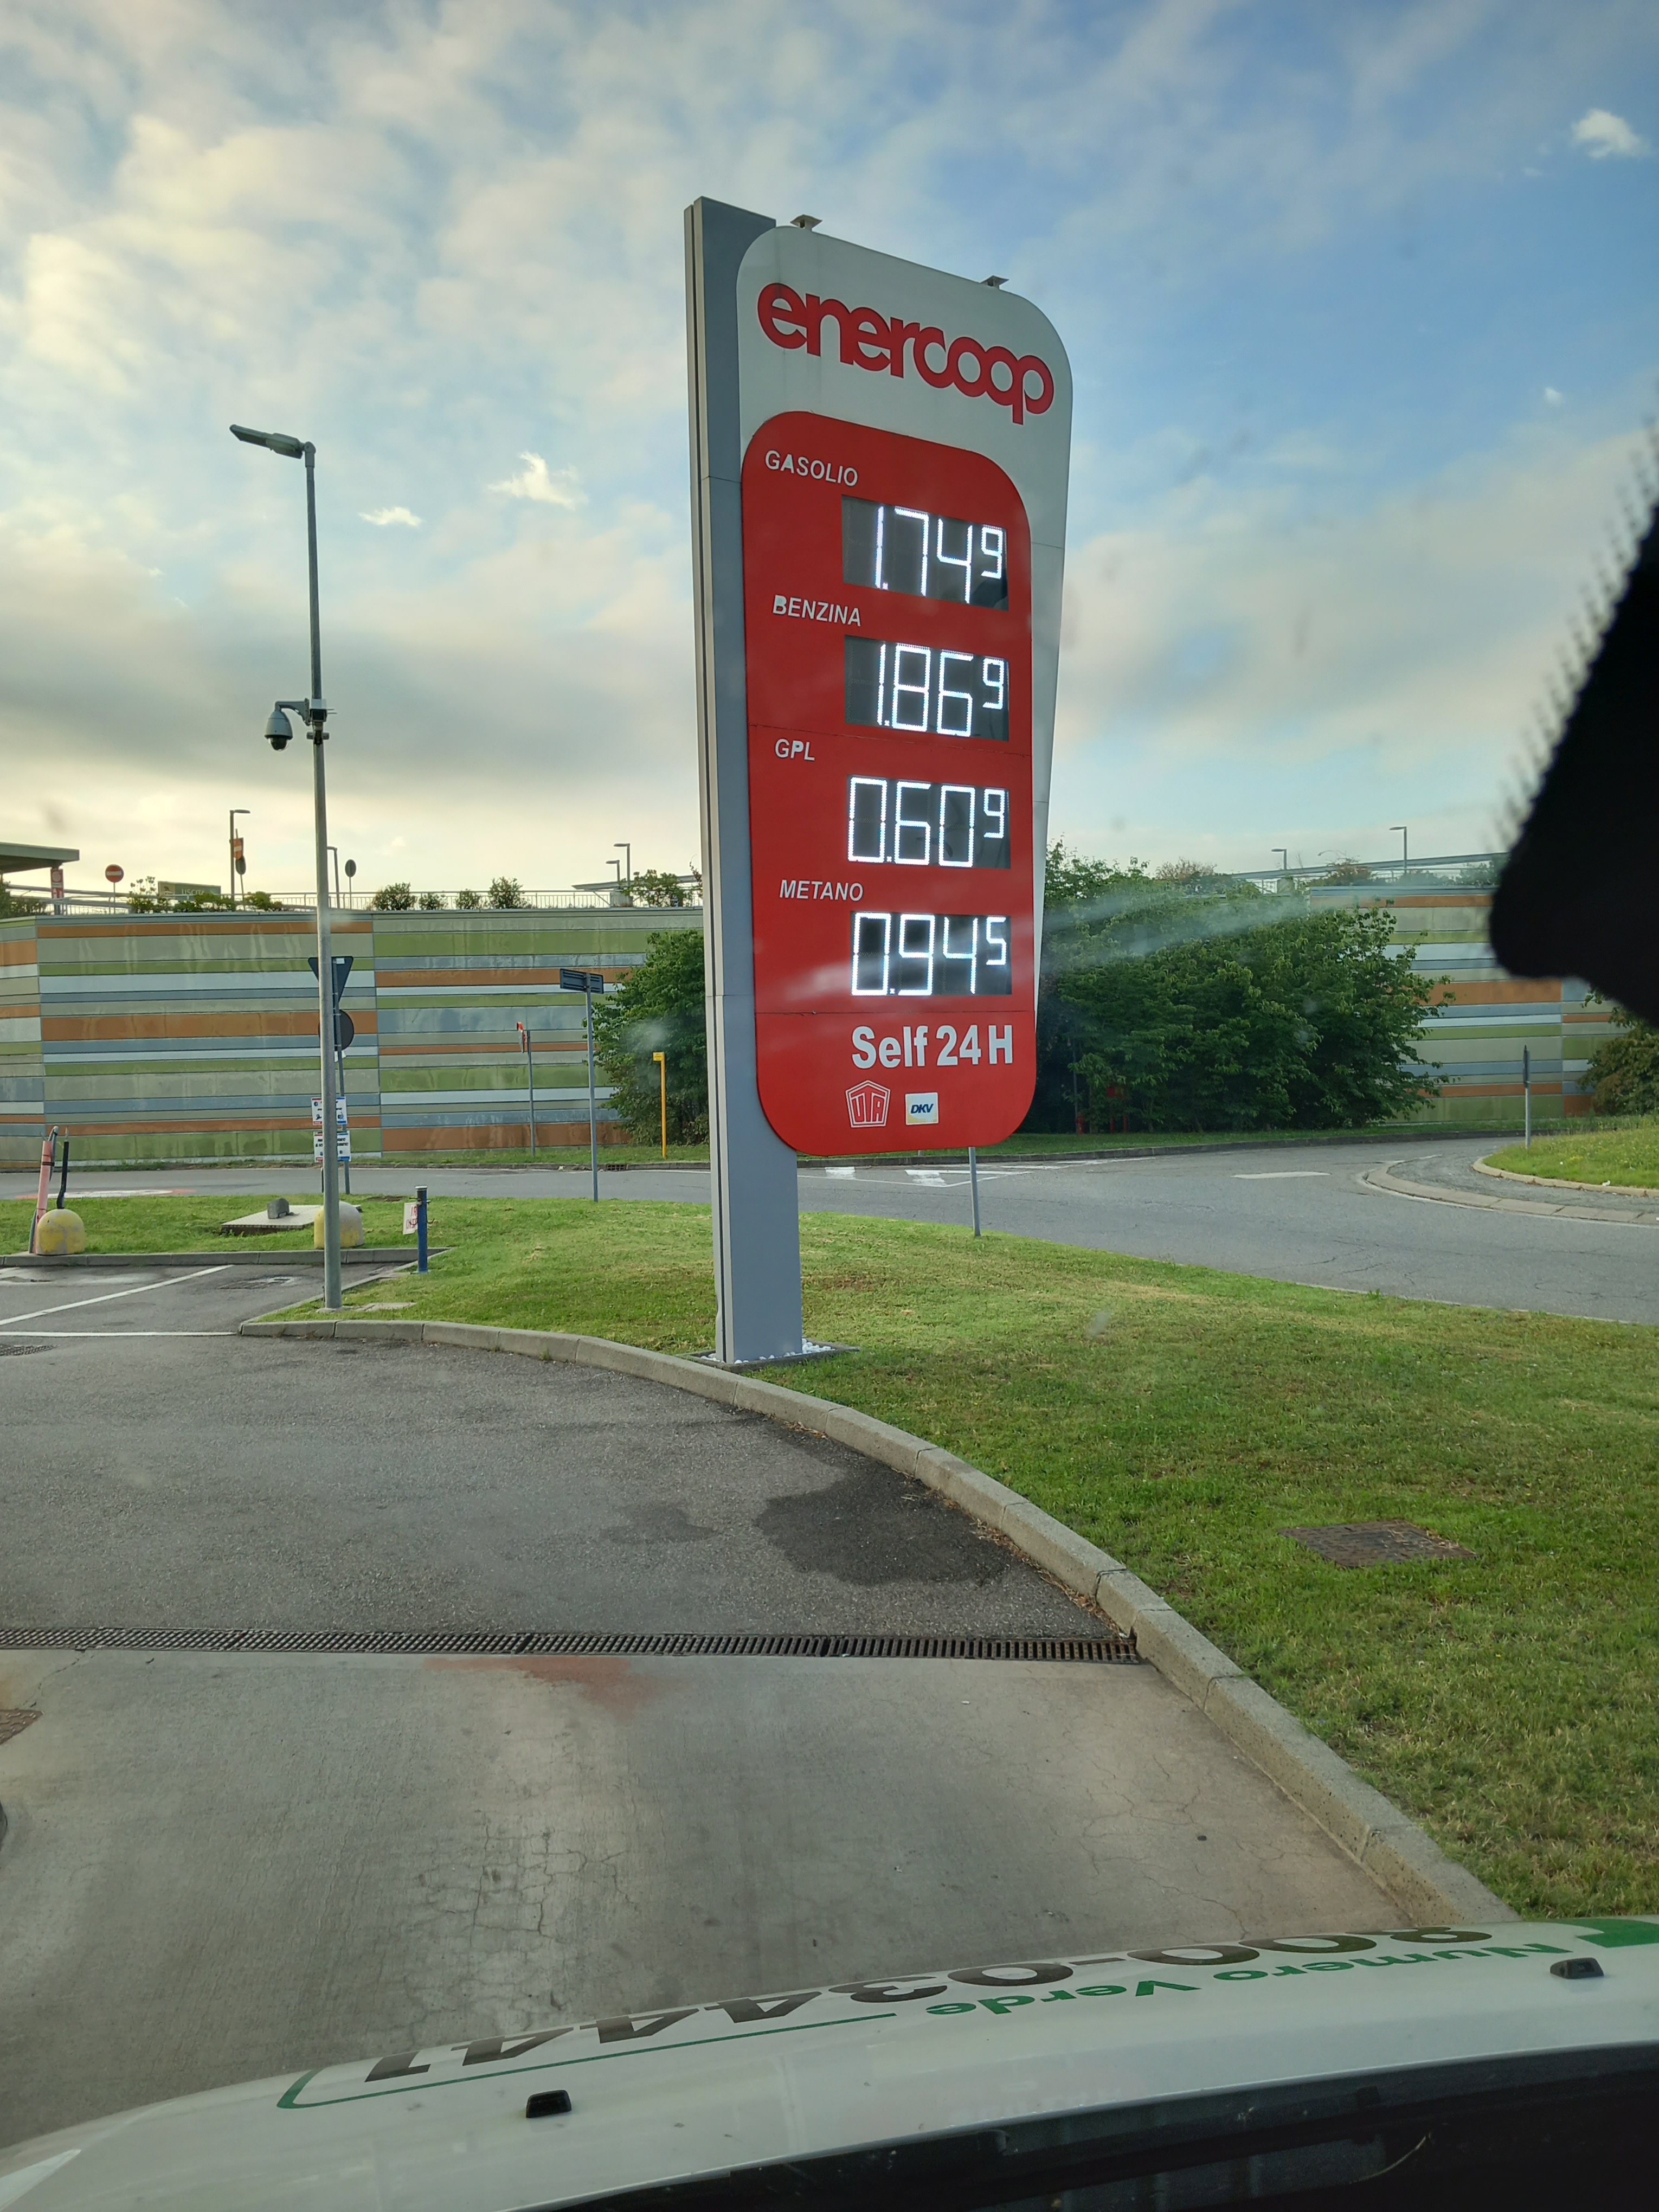 enercoop
GASOLIO
1.749
BENZINA
1.869
GPL
0.609
METANO
0.945
Self 24 H
UTA
DKV
Numero Verde
800-034441